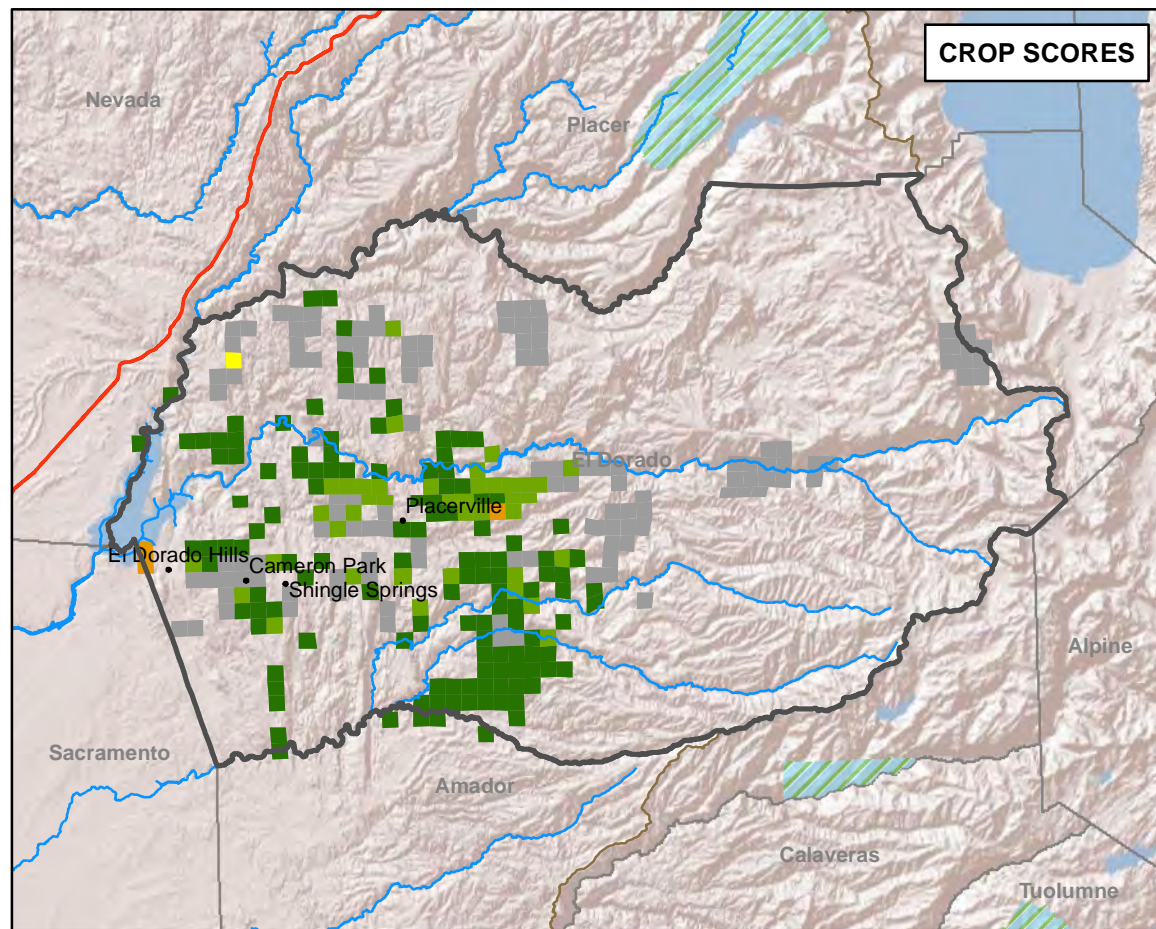 CROP SCORES
Nevada
Placer
El Dorado
Placerville
El Dorado Hills
Cameron Park
Shingle Springs
Alpine
Sacramento
Amador
Calaveras
Tuolumne